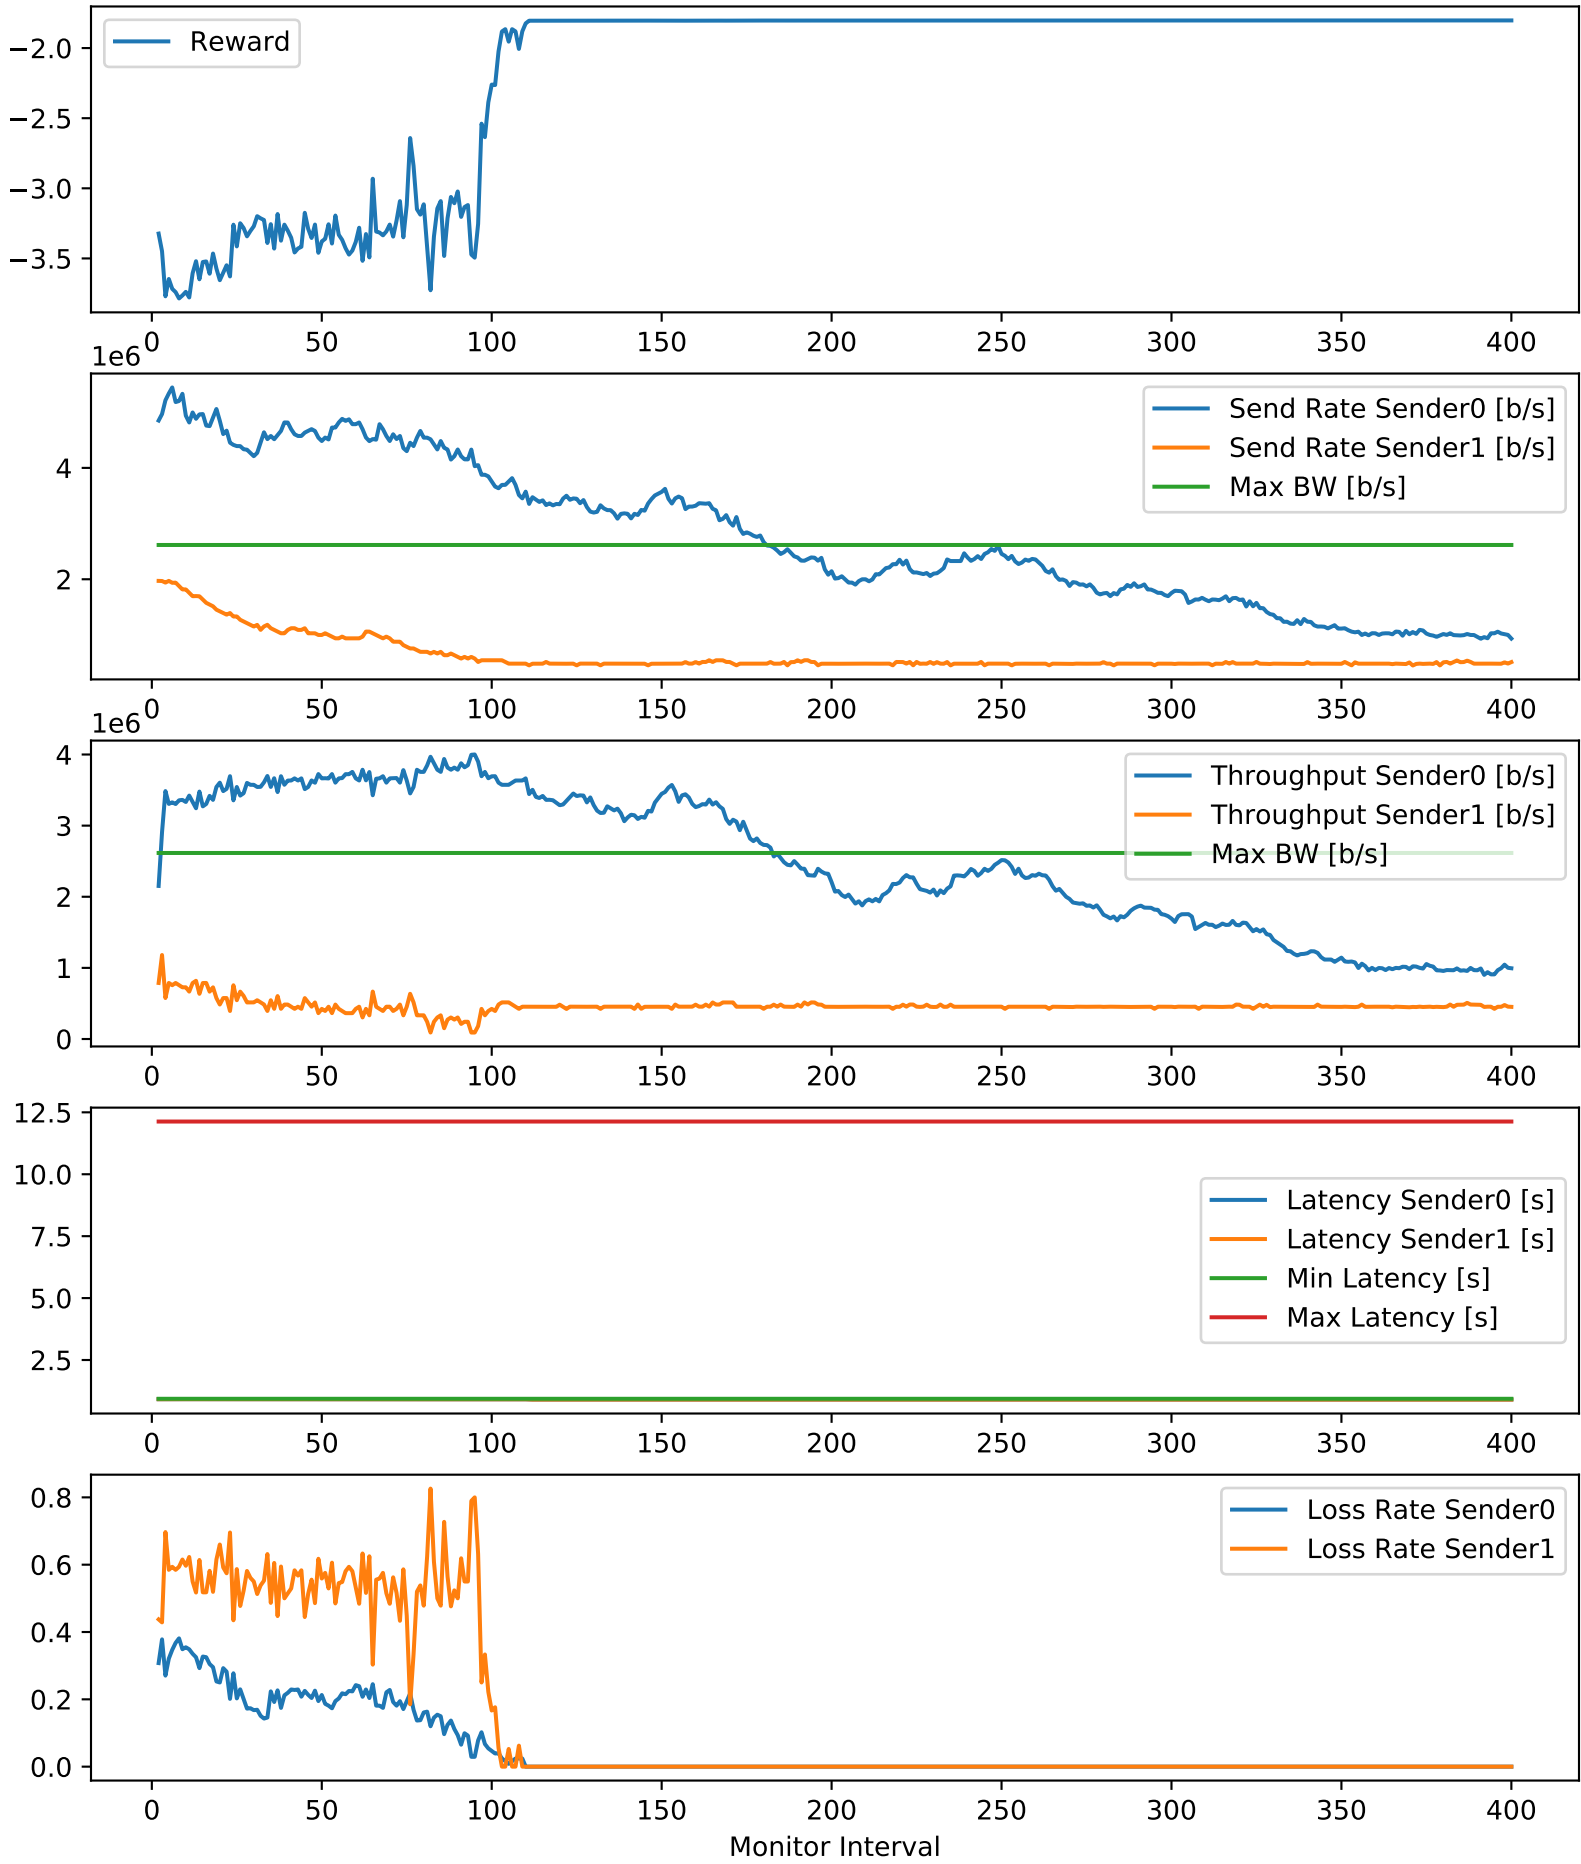 −2.0
−2.5
−3.0
−3.5
Reward
0 50 100 150 200 250 300 350 400
1e6
4
2
Send Rate Sender0 [b/s]
Send Rate Sender1 [b/s]
Max BW [b/s]
0 50 100 150 200 250 300 350 400
1e6
4
3
2
1
0
Throughput Sender0 [b/s]
Throughput Sender1 [b/s]
Max BW [b/s]
0 50 100 150 200 250 300 350 400
12.5
10.0
7.5
5.0
2.5
Latency Sender0 [s]
Latency Sender1 [s]
Min Latency [s]
Max Latency [s]
0 50 100 150 200 250 300 350 400
0.8
0.6
0.4
0.2
0.0
Loss Rate Sender0
Loss Rate Sender1
0 50 100 150 200 250 300 350 400
Monitor Interval